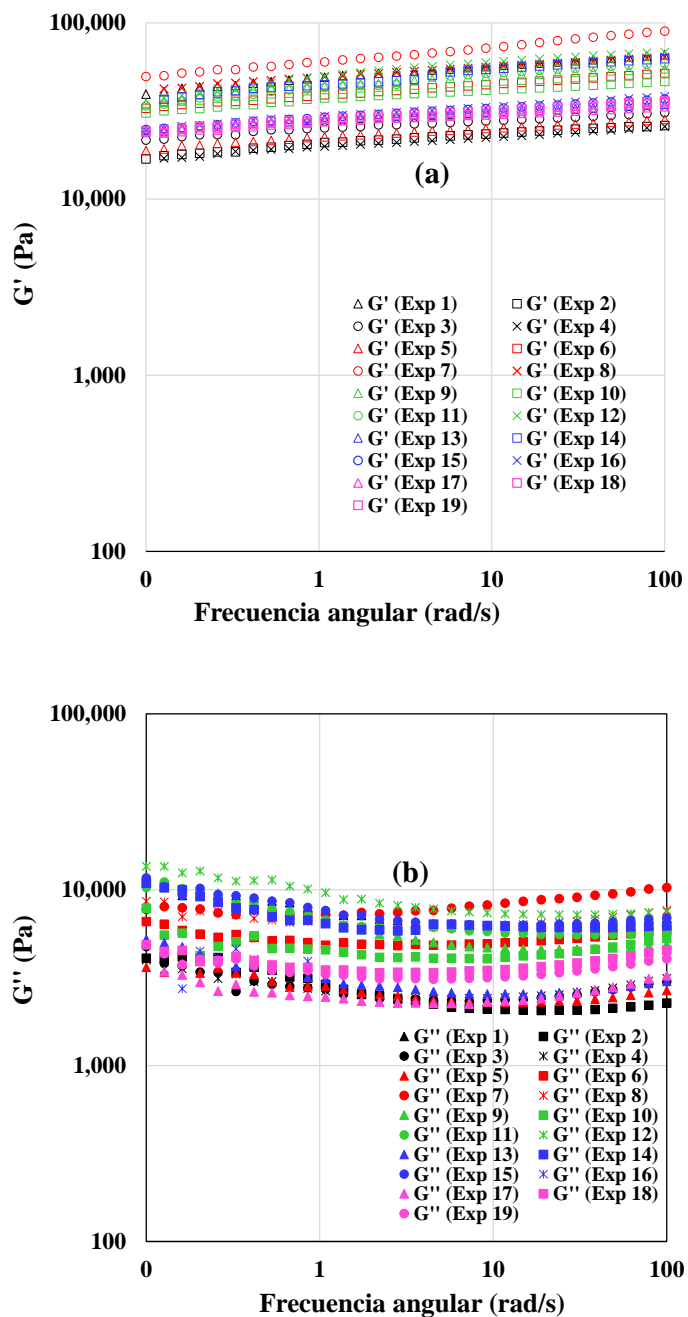 100,000
(a)
10,000
G' (Pa)
G' (Exp 1) G' (Exp 2)
G' (Exp 3) G' (Exp 4)
G' (Exp 5) G' (Exp 6)
1,000
G' (Exp 7) G' (Exp 8)
G' (Exp 9) G' (Exp 10)
G' (Exp 11) G' (Exp 12)
G' (Exp 13) G' (Exp 14)
G' (Exp 15) G' (Exp 16)
G' (Exp 17) G' (Exp 18)
G' (Exp 19)
100
0 1 10 100
Frecuencia angular (rad/s)
100,000
(b)
10,000
G'' (Pa)
G'' (Exp 1) G'' (Exp 2)
1,000
G'' (Exp 3) G'' (Exp 4)
G'' (Exp 5) G'' (Exp 6)
G'' (Exp 7) G'' (Exp 8)
G'' (Exp 9) G'' (Exp 10)
G'' (Exp 11) G'' (Exp 12)
G'' (Exp 13) G'' (Exp 14)
G'' (Exp 15) G'' (Exp 16)
G'' (Exp 17) G'' (Exp 18)
G'' (Exp 19)
100
0 1 10 100
Frecuencia angular (rad/s)